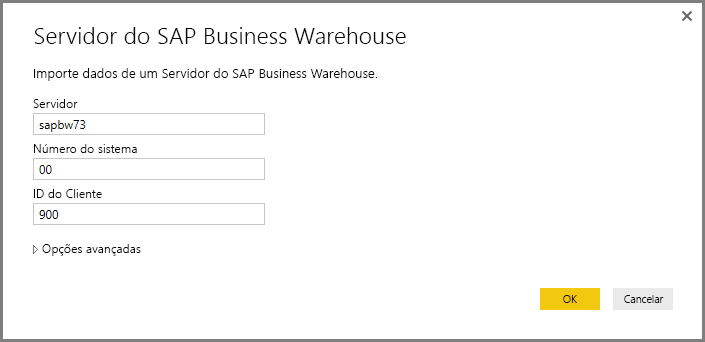 Servidor do SAP Business Warehouse
Importe dados de um Servidor do SAP Business Warehouse.
Servidor
sapbw73
Número do sistema
00
ID do Cliente
900
Opções avançadas
OK
Cancelar